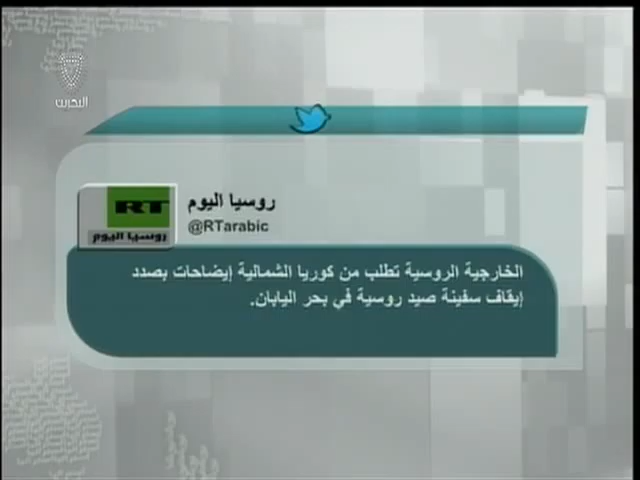 البحرين
روسيا اليوم
@RTarabic
RT
روسيا اليوم
الخارجية الروسية تطلب من كوريا الشمالية إيضاحات بصدد
إيقاف سفينة صيد روسية في بحر اليابان.